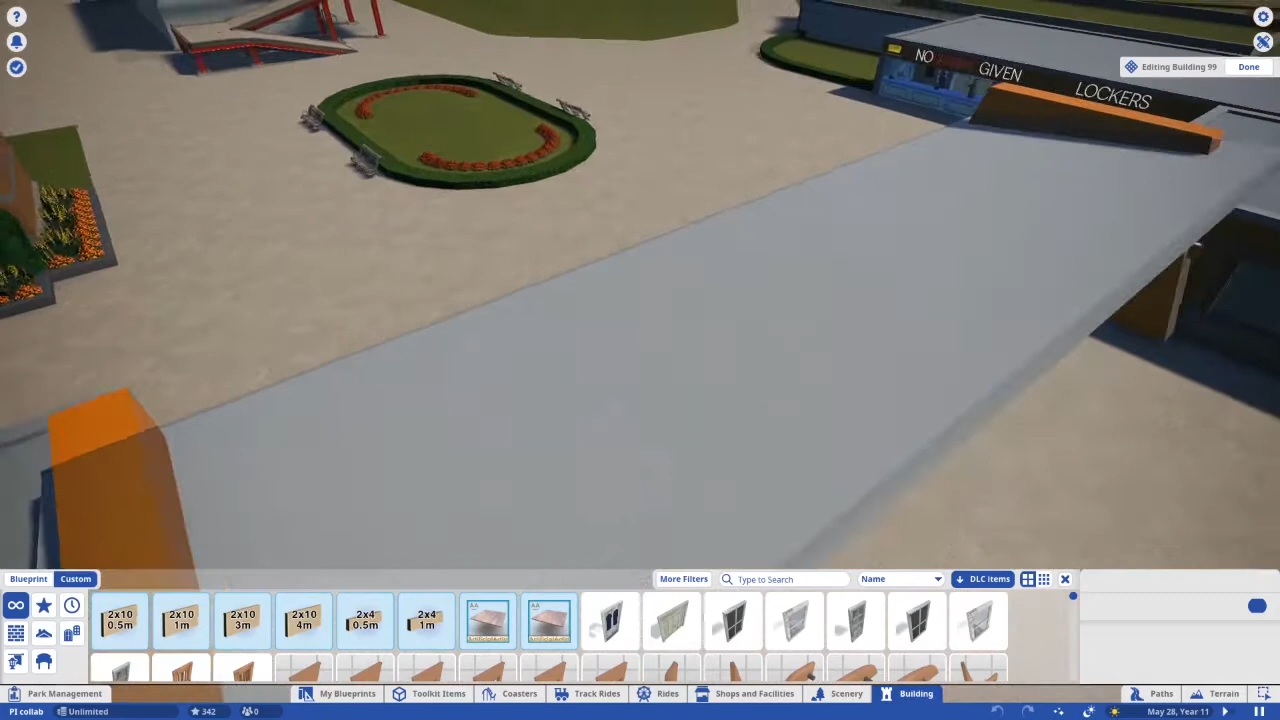 NO GIVEN LOCKERS
Editing Building 99 Done
Blueprint Custom More Filters Type to Search Name DLC items
2x10 0.5m
2x10 1m
2x10 3m
2x10 4m
2x4 0.5m
2x4 1m
Park Management My Blueprints Toolkit Items Coasters Track Rides Rides Shops and Facilities Scenery Building Paths Terrain
PI collab Unlimited 342 0 May 28, Year 11